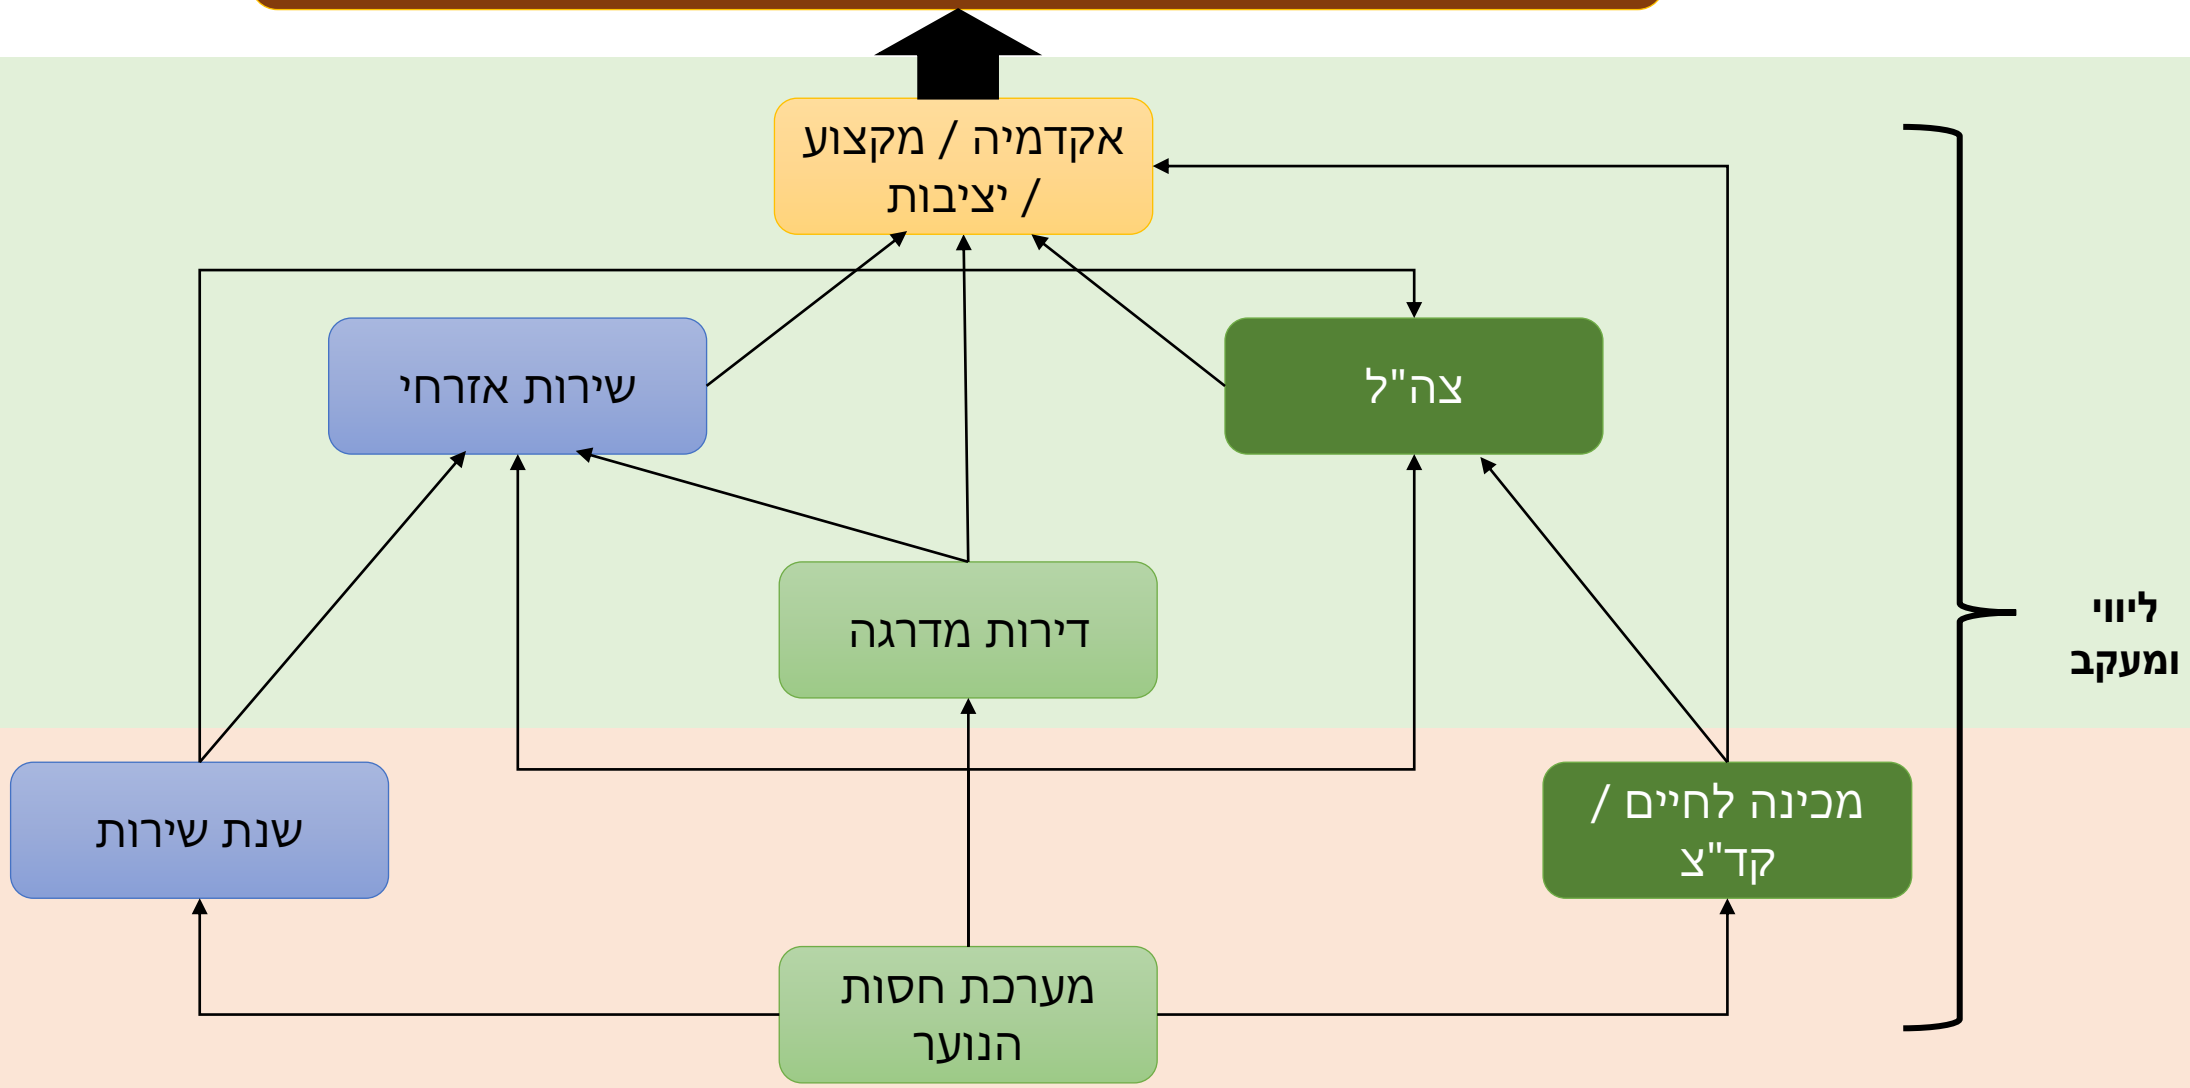 אקדמיה / מקצוע
/ יציבות
שירות אזרחי
צה"ל
דירות מדרגה
ליווי
ומעקב
שנת שירות
מכינה לחיים /
קד"צ
מערכת חסות
הנוער